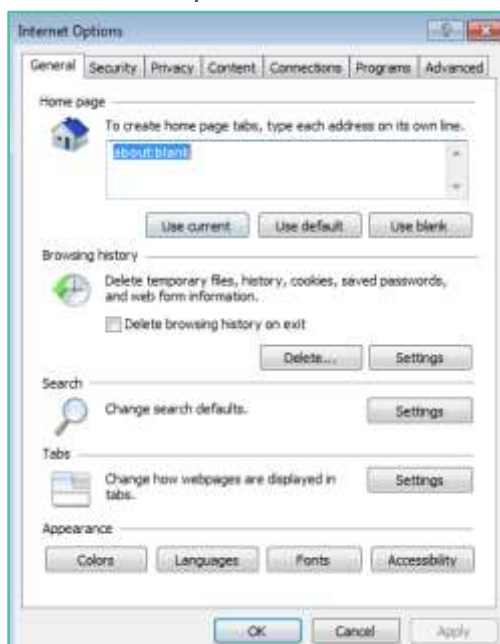 Internet Options
General Security Privacy Content Connections Programs Advanced
Home page
To create home page tabs, type each address on its own line.
about:blank
Use current Use default Use blank
Browsing history
Delete temporary files, history, cookies, saved passwords,
and web form information.
Delete browsing history on exit
Delete... Settings
Search
Change search defaults.
Settings
Tabs
Change how webpages are displayed in
tabs.
Settings
Appearance
Colors Languages Fonts Accessibility
OK Cancel Apply